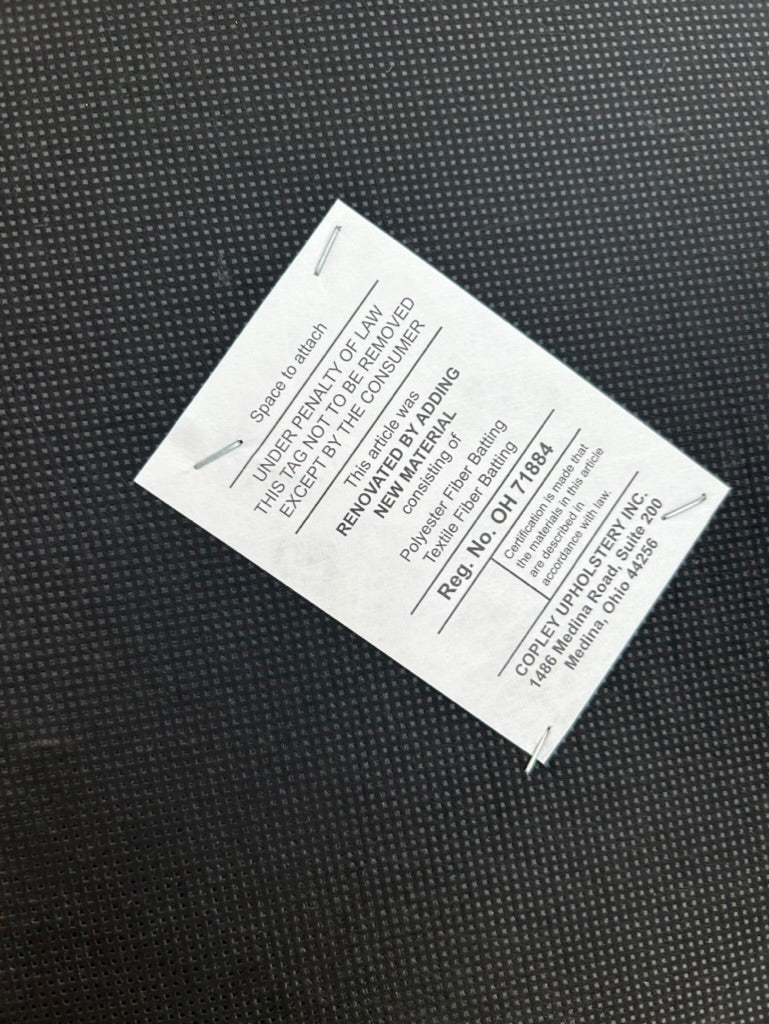 Space to attach
UNDER PENALTY OF LAW
THIS TAG NOT TO BE REMOVED
EXCEPT BY THE CONSUMER
This article was
RENOVATED BY ADDING
NEW MATERIAL
consisting of
Polyester Fiber Batting
Textile Fiber Batting
Reg. No. OH 71884
Certification is made that
the materials in this article
are described in
accordance with law.
COPLEY UPHOLSTERY INC.
1486 Medina Road, Suite 200
Medina, Ohio 44256